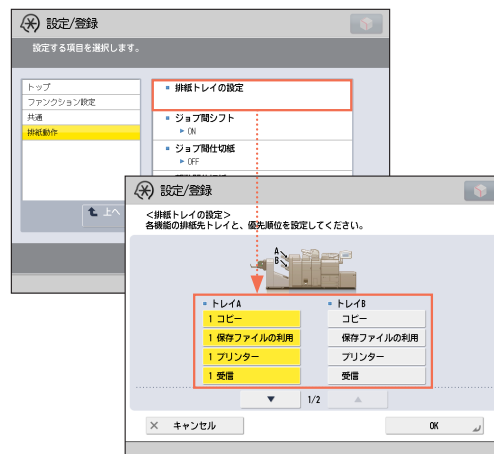 設定/登録
設定する項目を選択します。
トップ
ファンクション設定
共通
排紙動作
排紙トレイの設定
ジョブ間シフト
ON
ジョブ間仕切紙
OFF
上へ
設定/登録
<排紙トレイの設定>
各機能の排紙先トレイと、優先順位を設定してください。
A
B
トレイA
トレイB
1 コピー
コピー
1 保存ファイルの利用
保存ファイルの利用
1 プリンター
プリンター
1 受信
受信
▼ 1/2 ▲
× キャンセル
OK